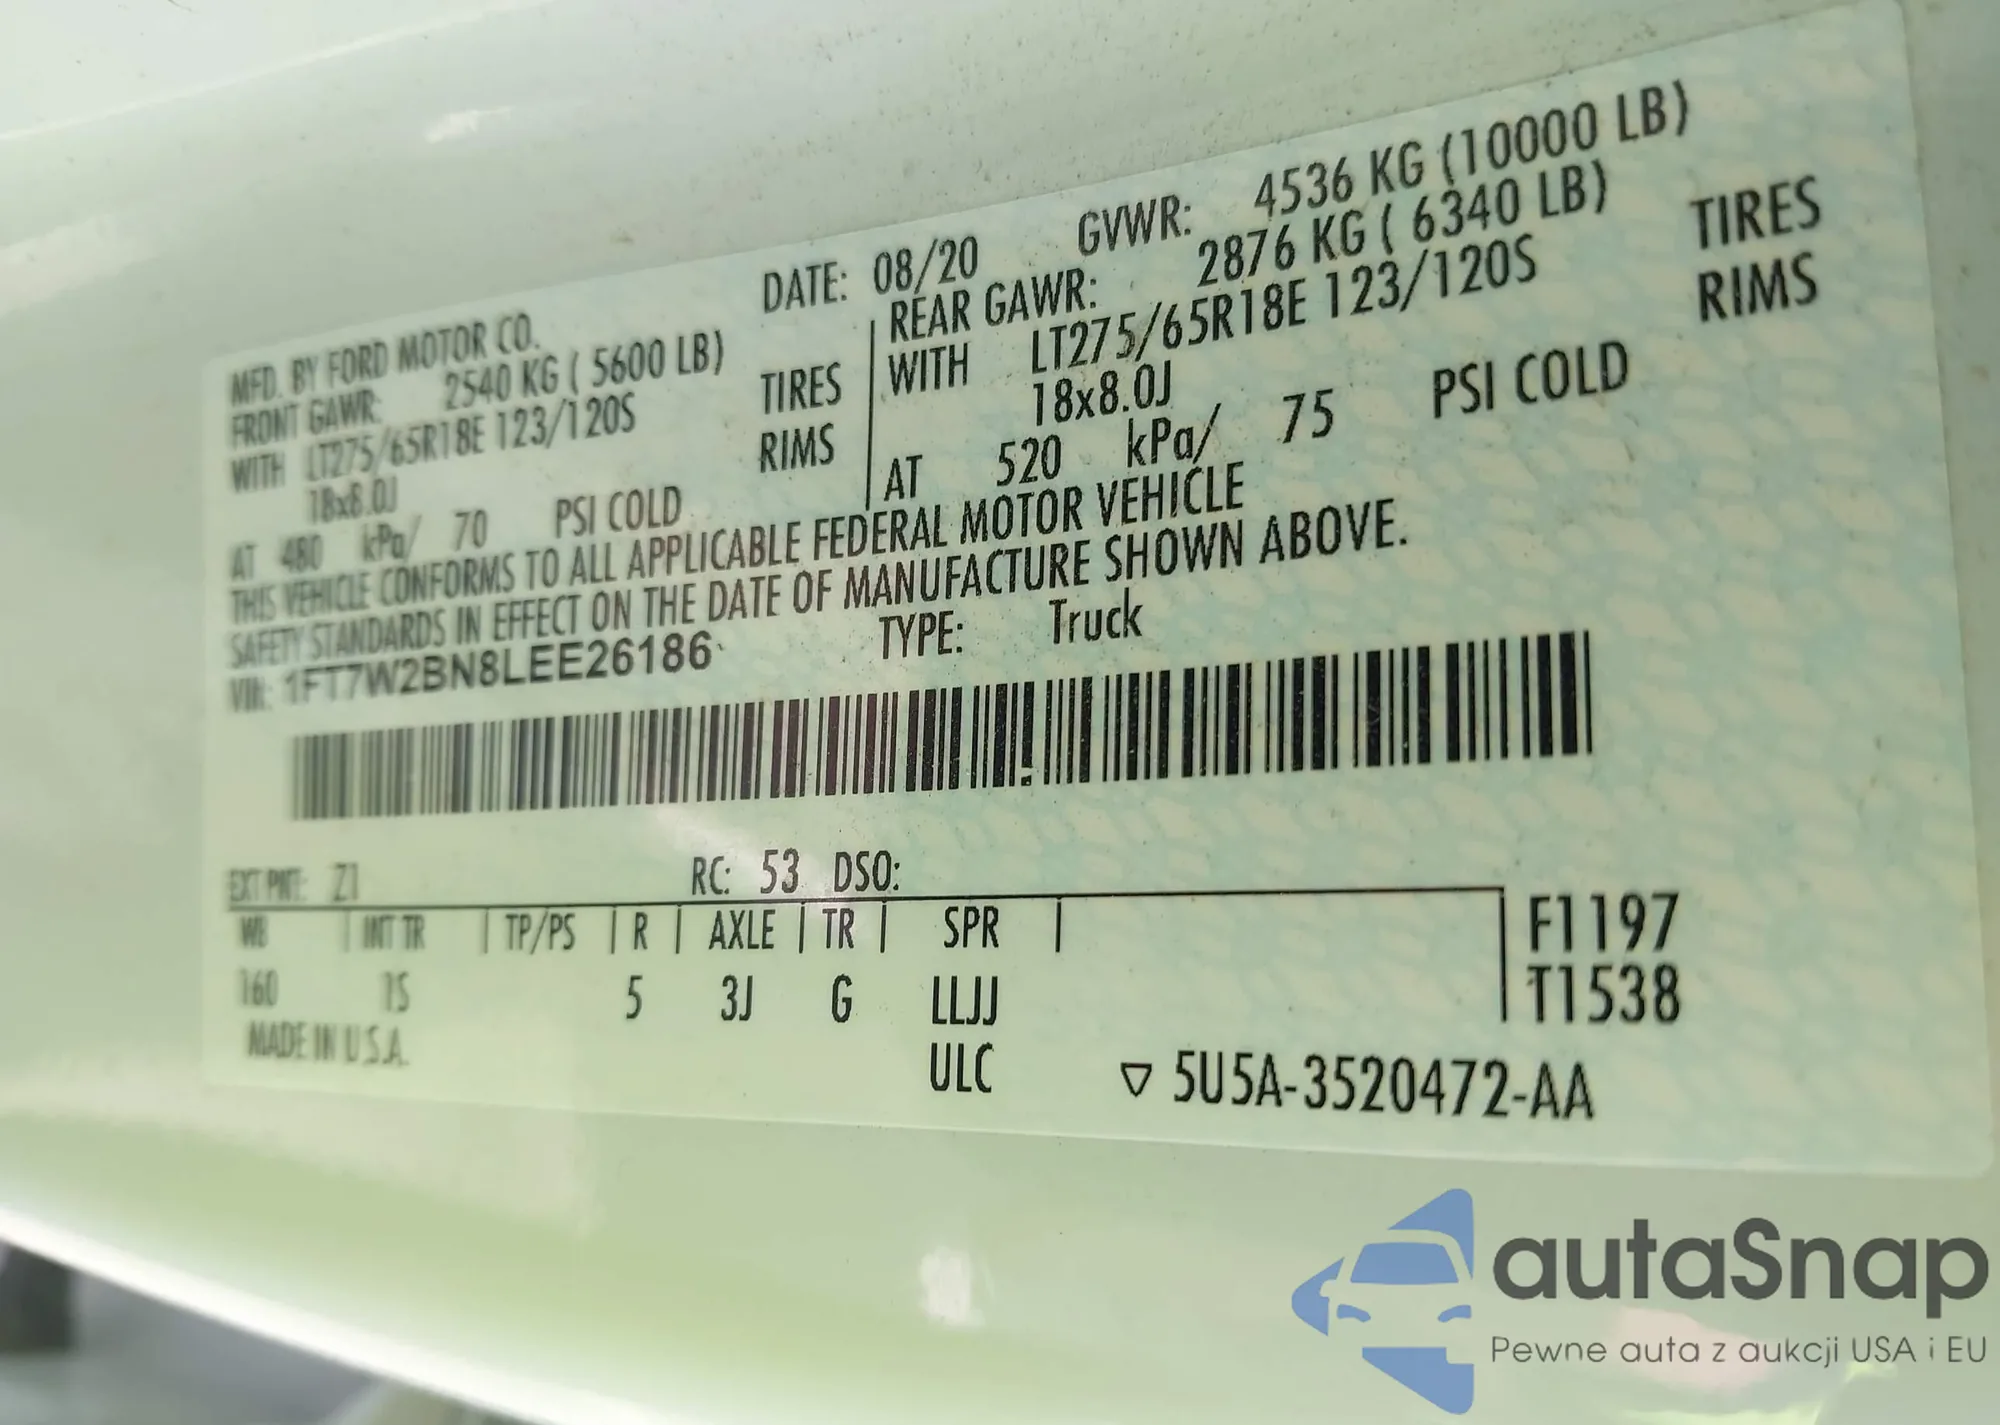 MFD. BY FORD MOTOR CO.
DATE: 08/20
GVWR: 4536 KG (10000 LB)
FRONT GAWR: 2540 KG ( 5600 LB)
WITH LT275/65R18E 123/120S TIRES
18x8.0J RIMS
AT 480 kPa/ 70 PSI COLD
REAR GAWR: 2876 KG ( 6340 LB)
WITH LT275/65R18E 123/120S TIRES
18x8.0J RIMS
AT 520 kPa/ 75 PSI COLD
THIS VEHICLE CONFORMS TO ALL APPLICABLE FEDERAL MOTOR VEHICLE
SAFETY STANDARDS IN EFFECT ON THE DATE OF MANUFACTURE SHOWN ABOVE.
VIN: 1FT7W2BN8LEE26186 TYPE: Truck
EXT PNT: Z1 RC: 53 DSO:
WB | INT TR | TP/PS | R | AXLE | TR | SPR |
160 1S 5 3J G LLJJ
F1197
T1538
MADE IN U.S.A. ULC
▽ 5U5A-3520472-AA
autaSnap
Pewne auta z aukcji USA i EU